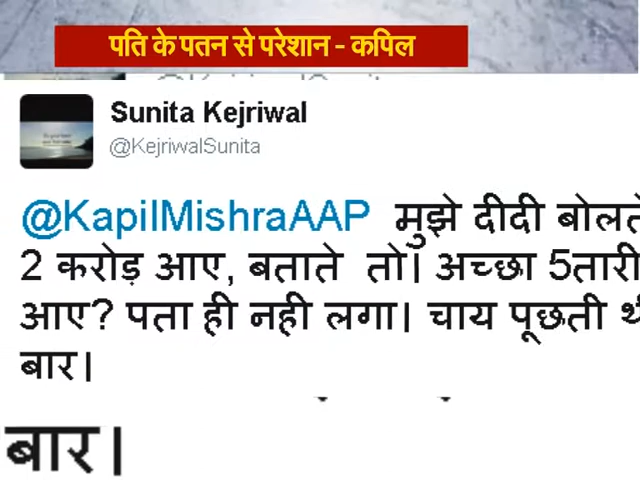 पति के पतन से परेशान - कपिल
Sunita Kejriwal
@KejriwalSunita
@KapilMishraAAP मुझे दीदी बोलते
2 करोड़ आए, बताते तो। अच्छा 5तारी
आए? पता ही नही लगा। चाय पूछती थी
बार।
बार।